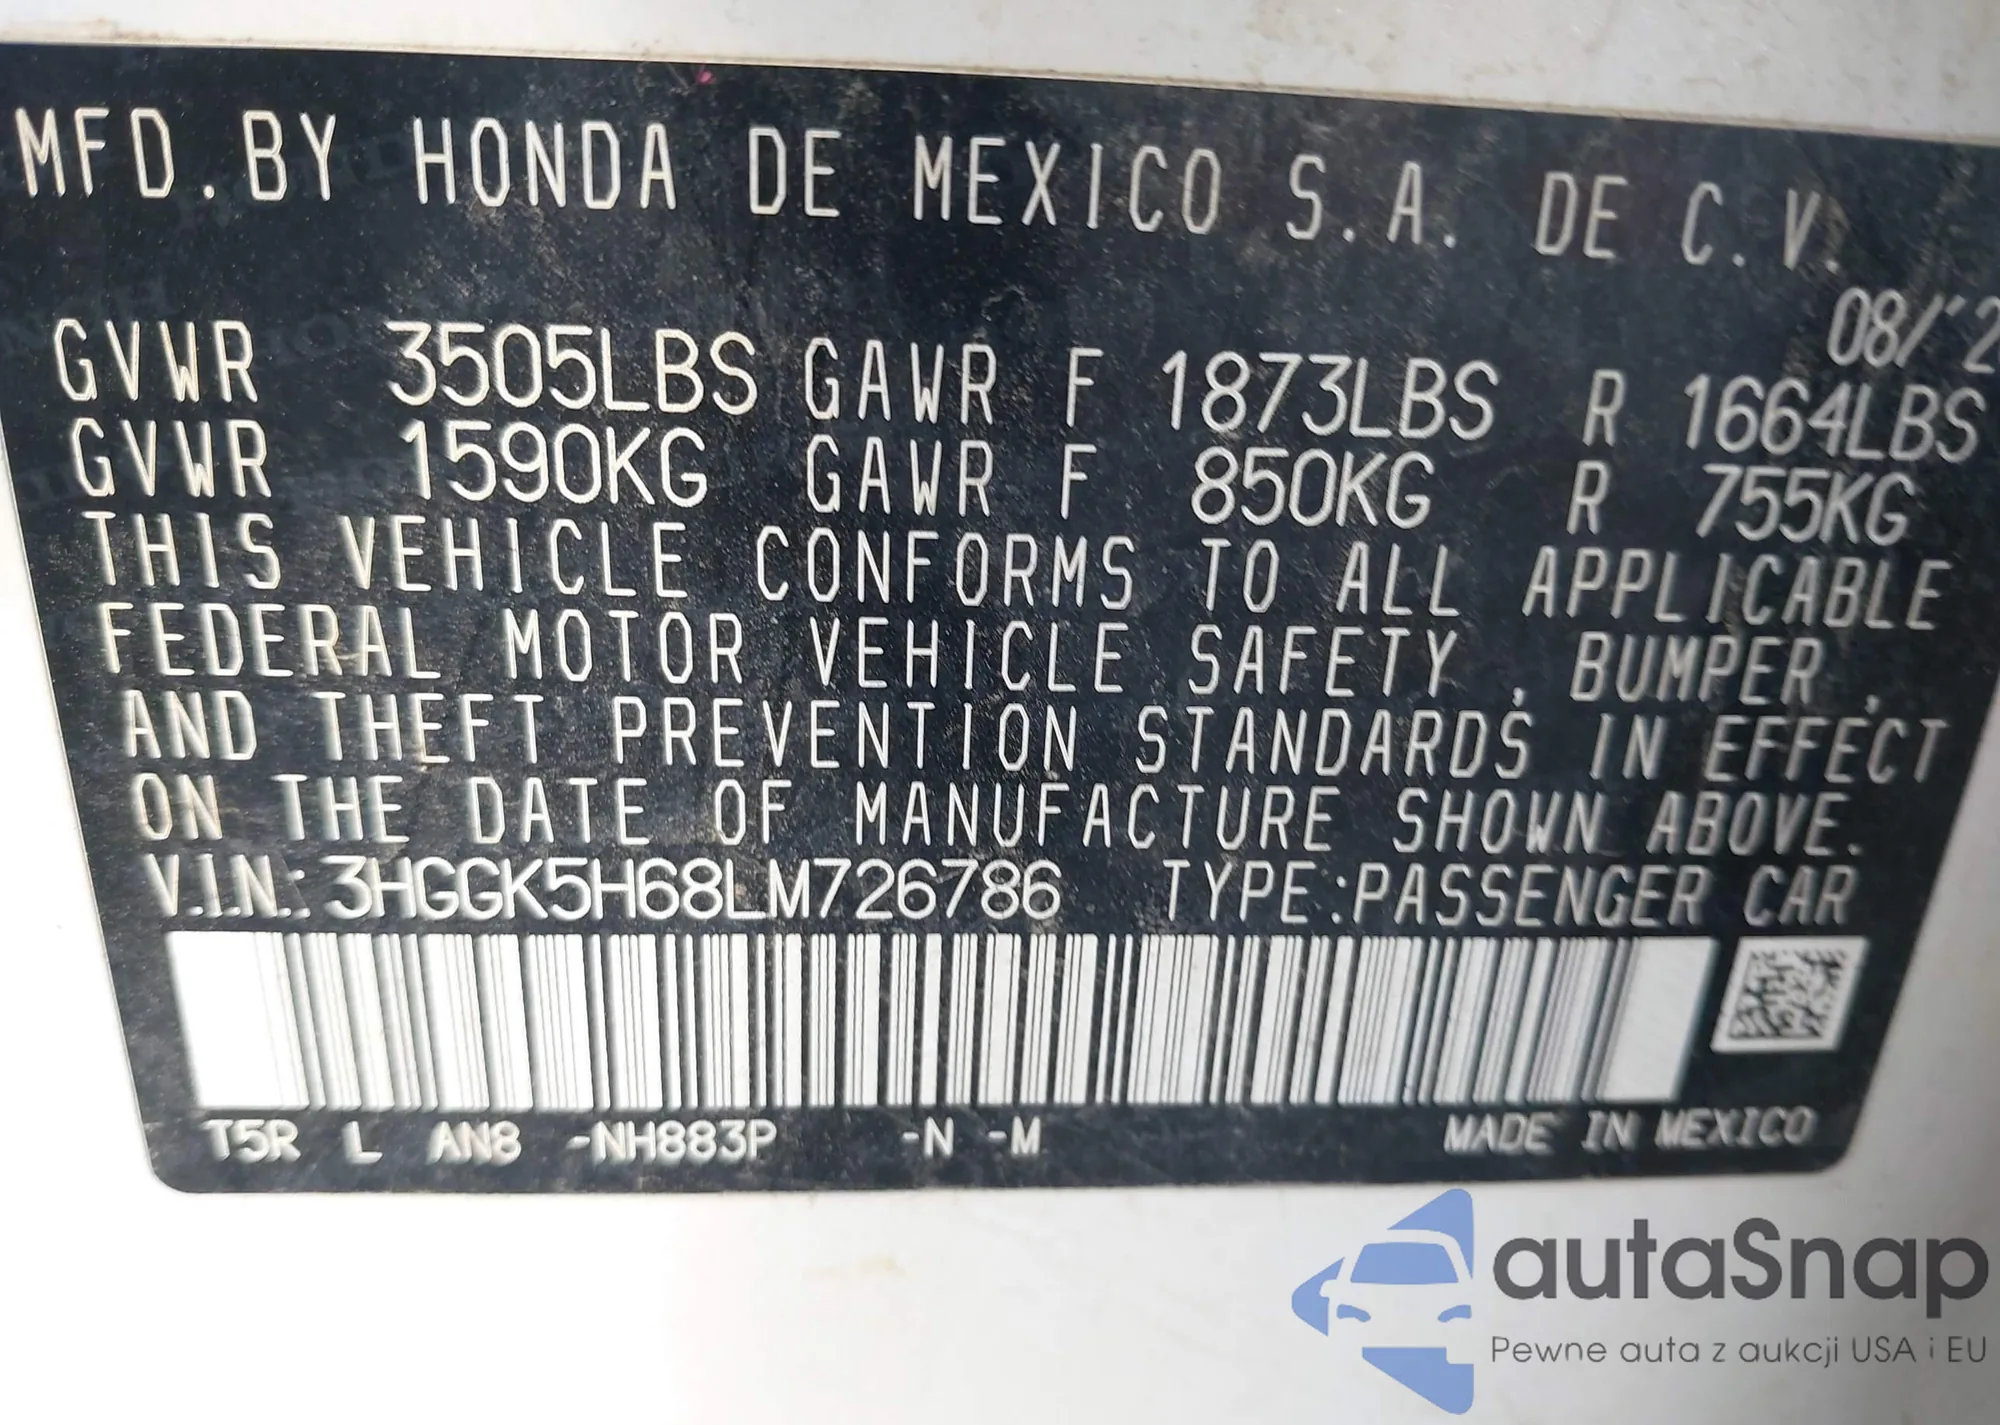 MFD. BY HONDA DE MEXICO S.A. DE C.V.
08/'2
GVWR 3505LBS GAWR F 1873LBS R 1664LBS
GVWR 1590KG GAWR F 850KG R 755KG
THIS VEHICLE CONFORMS TO ALL APPLICABLE
FEDERAL MOTOR VEHICLE SAFETY , BUMPER ,
AND THEFT PREVENTION STANDARDS IN EFFECT
ON THE DATE OF MANUFACTURE SHOWN ABOVE.
V.I.N.: 3HGGK5H68LM726786 TYPE:PASSENGER CAR
T5R L AN8 -NH883P -N -M MADE IN MEXICO
autaSnap
Pewne auta z aukcji USA i EU